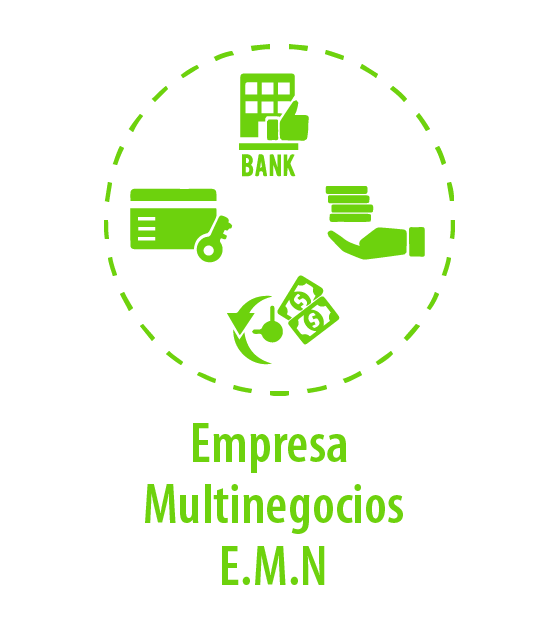 BANK
$
$
Empresa
Multinegocios
E.M.N